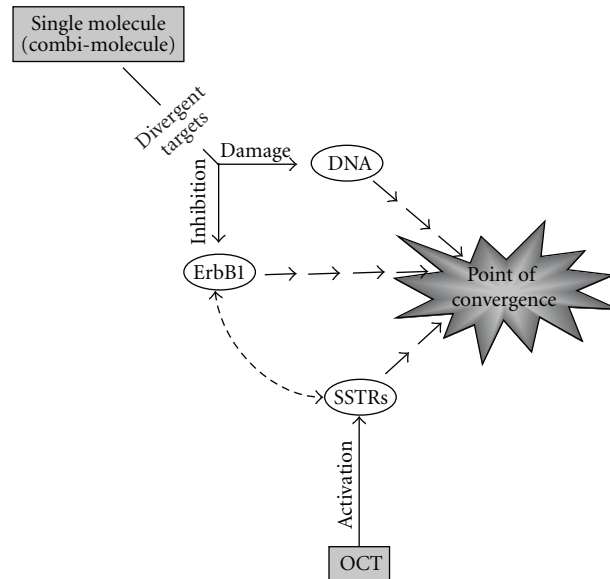 Single molecule
(combi-molecule)
Divergent
targets
Damage
DNA
Inhibition
ErbB1
Point of
convergence
SSTRs
Activation
OCT